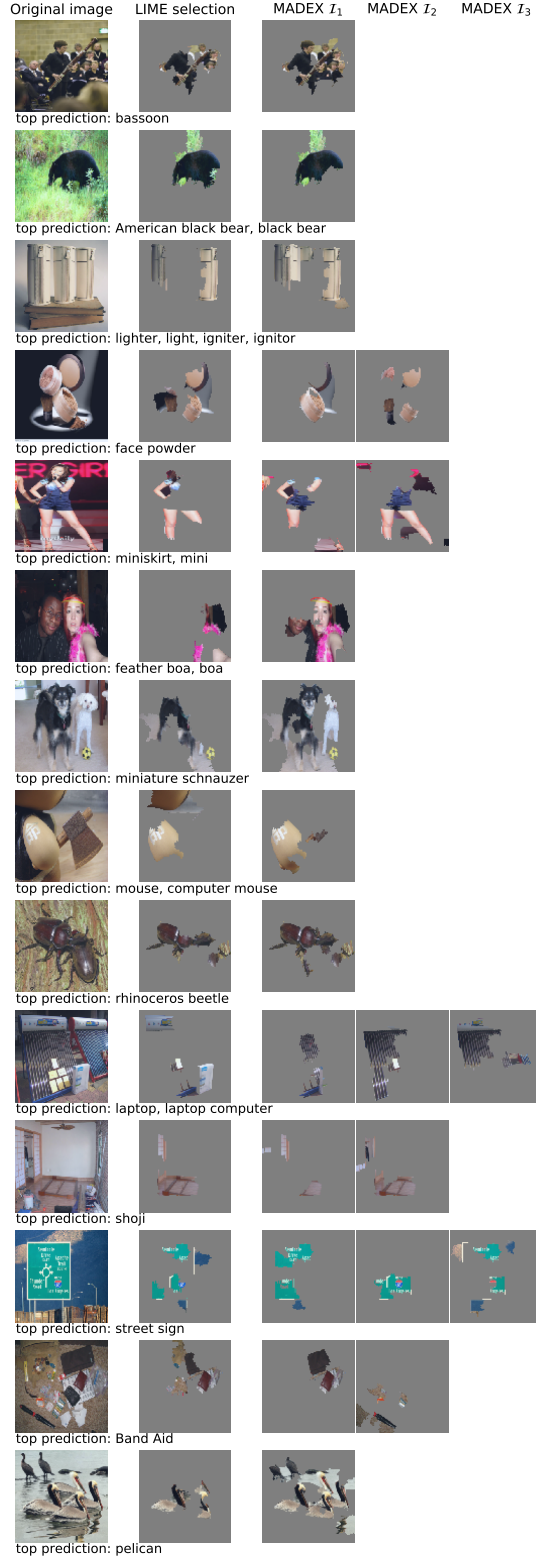 Original image LIME selection MADEX I₁ MADEX I₂ MADEX I₃
top prediction: bassoon
top prediction: American black bear, black bear
top prediction: lighter, light, igniter, ignitor
top prediction: face powder
ER GIRL
top prediction: miniskirt, mini
top prediction: feather boa, boa
top prediction: miniature schnauzer
top prediction: mouse, computer mouse
top prediction: rhinoceros beetle
top prediction: laptop, laptop computer
top prediction: shoji
top prediction: street sign
top prediction: Band Aid
top prediction: pelican